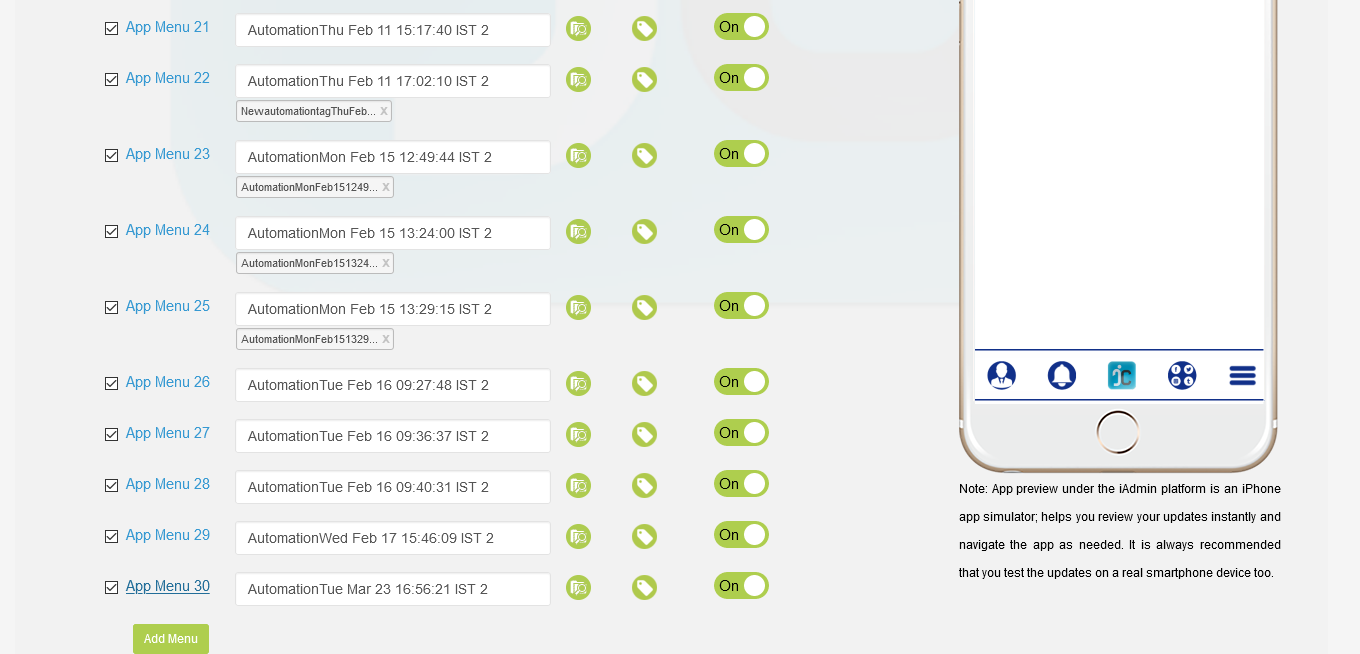 App Menu 21 AutomationThu Feb 11 15:17:40 IST 2 On
App Menu 22 AutomationThu Feb 11 17:02:10 IST 2 On
NewautomationtagThuFeb... x
App Menu 23 AutomationMon Feb 15 12:49:44 IST 2 On
AutomationMonFeb151249... x
App Menu 24 AutomationMon Feb 15 13:24:00 IST 2 On
AutomationMonFeb151324... x
App Menu 25 AutomationMon Feb 15 13:29:15 IST 2 On
AutomationMonFeb151329... x
App Menu 26 AutomationTue Feb 16 09:27:48 IST 2 On
App Menu 27 AutomationTue Feb 16 09:36:37 IST 2 On
App Menu 28 AutomationTue Feb 16 09:40:31 IST 2 On
App Menu 29 AutomationWed Feb 17 15:46:09 IST 2 On
App Menu 30 AutomationTue Mar 23 16:56:21 IST 2 On
Add Menu
jc
Note: App preview under the iAdmin platform is an iPhone
app simulator; helps you review your updates instantly and
navigate the app as needed. It is always recommended
that you test the updates on a real smartphone device too.